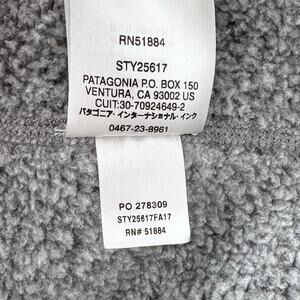 RN51884
STY25617
PATAGONIA P.O. BOX 150
VENTURA, CA 93002 US
CUIT:30-70924649-2
パタゴニア・インターナショナル・インク
0467-23-8961
PO 278309
STY25617FA17
RN# 51884